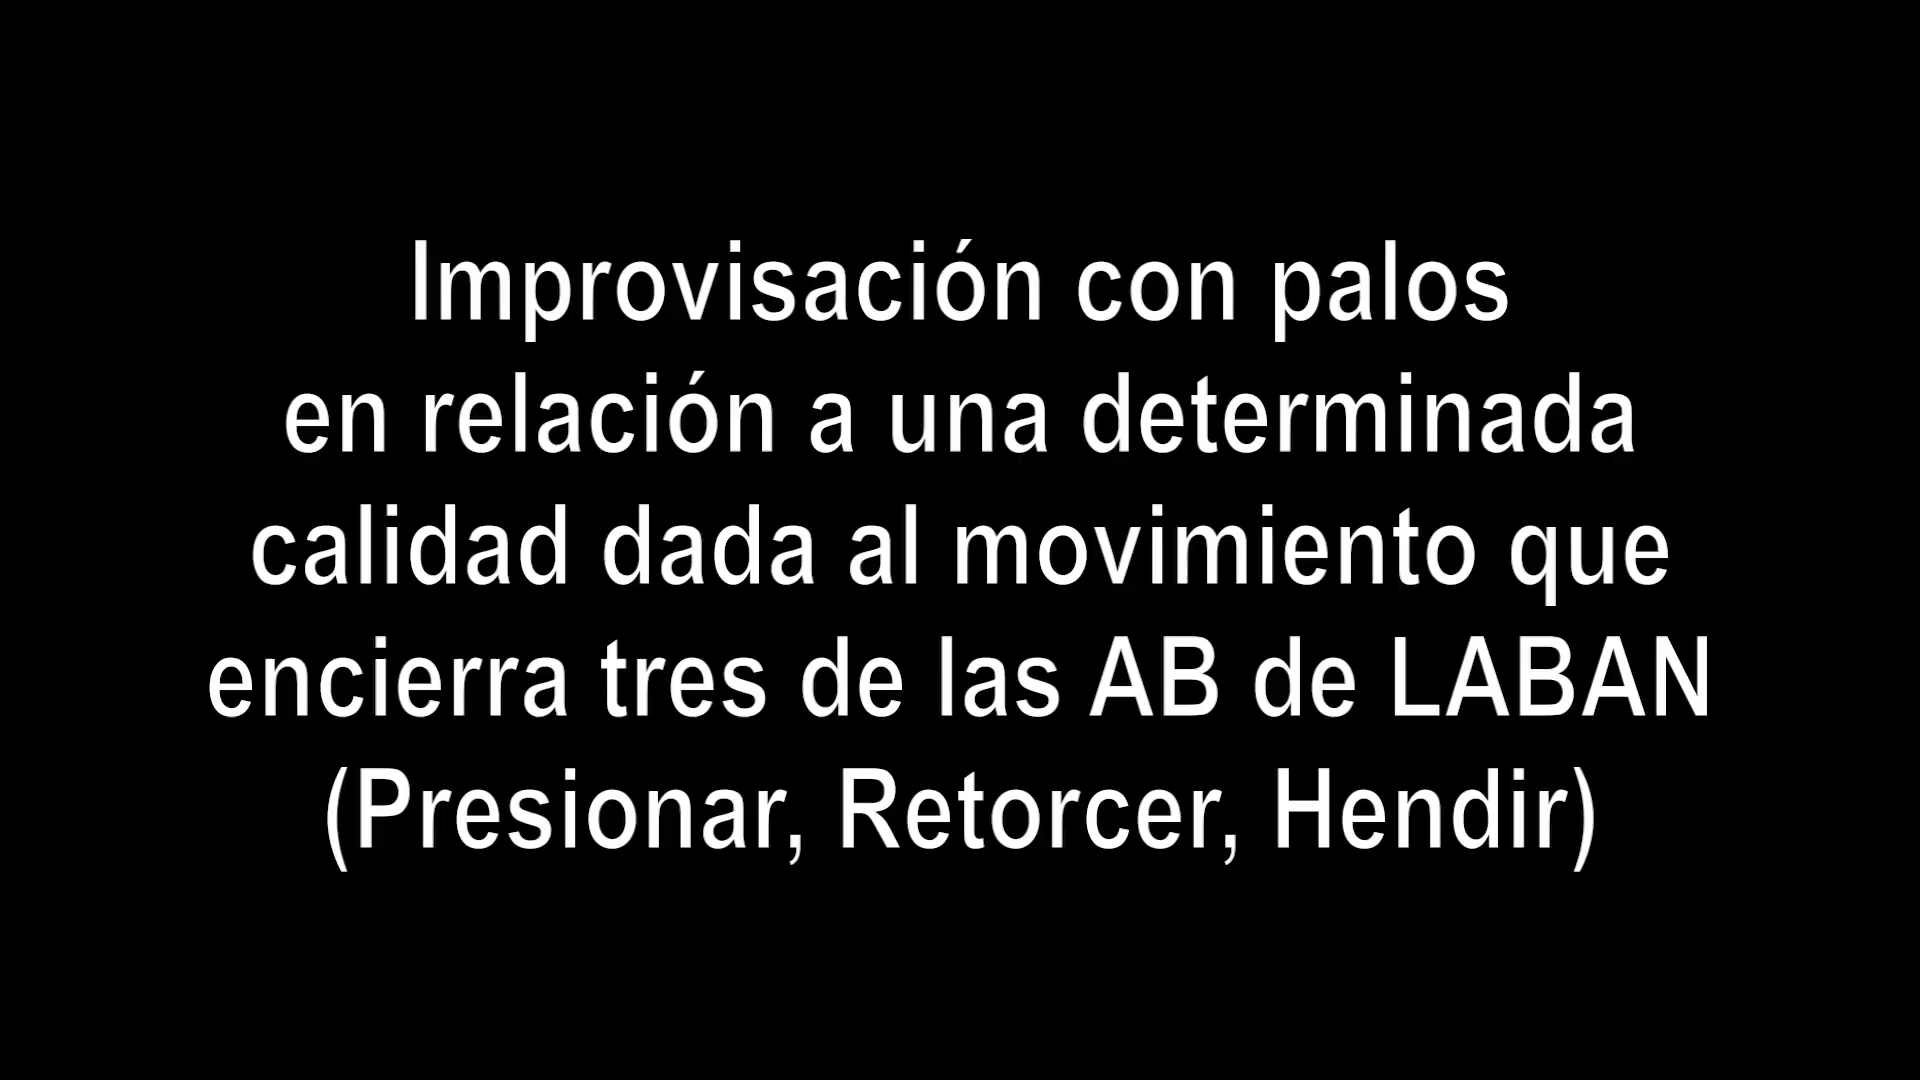 Improvisación con palos
en relación a una determinada
calidad dada al movimiento que
encierra tres de las AB de LABAN
(Presionar, Retorcer, Hendir)